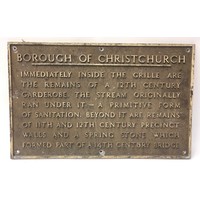 BOROUGH OF CHRISTCHURCH
IMMEDIATELY INSIDE THE GRILLE ARE
THE REMAINS OF A 12TH CENTURY
GARDEROBE. THE STREAM ORIGINALLY
RAN UNDER IT - A PRIMITIVE FORM
OF SANITATION. BEYOND IT ARE REMAINS
OF 11TH AND 12TH CENTURY PRECINCT
WALLS AND A SPRING STONE WHICH
FORMED PART OF A CENTURY BRIDGE